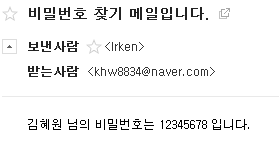 비밀번호 찾기 메일입니다.
보낸사람 <lrken>
받는사람 <khw8834@naver.com>
김혜원 님의 비밀번호는 12345678 입니다.